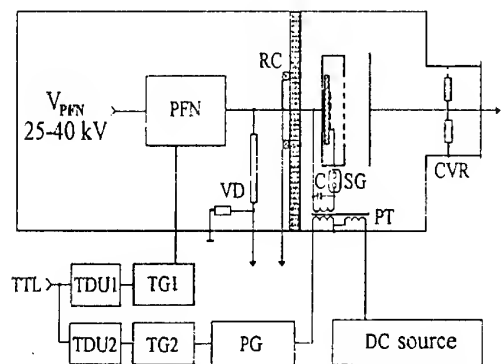 RC
V_PFN
25-40 kV
PFN
VD
C
SG
PT
CVR
TTL
TDU1
TG1
TDU2
TG2
PG
DC source